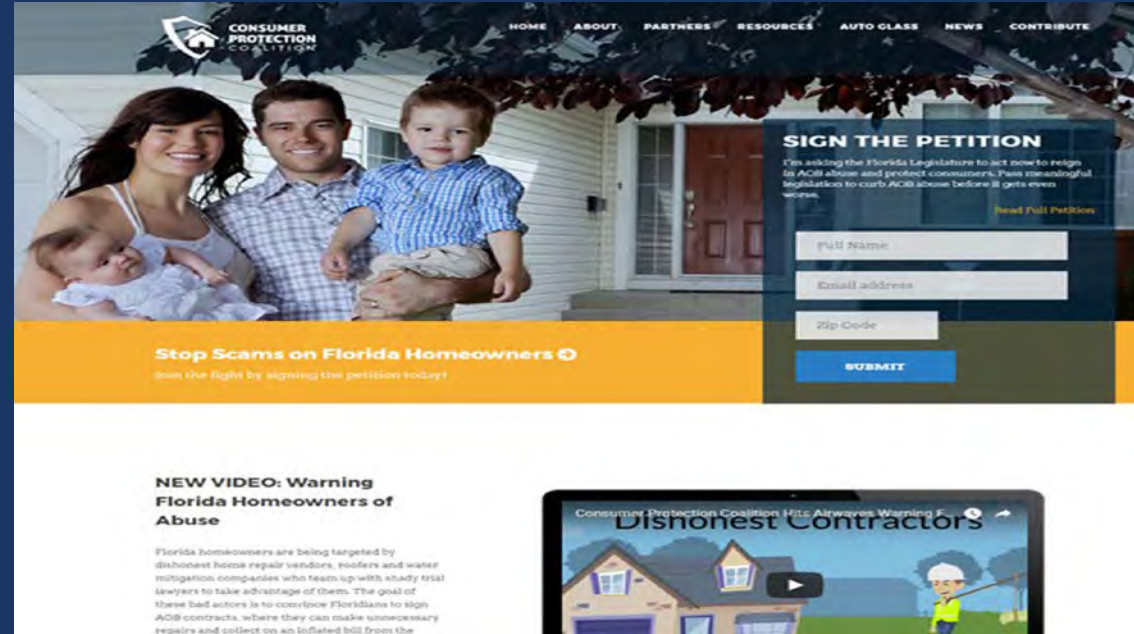 CONSUMER
PROTECTION
COALITION
HOME ABOUT PARTNERS RESOURCES AUTO GLASS NEWS CONTRIBUTE
SIGN THE PETITION
I'm asking the Florida Legislature to act now to reign
in AOB abuse and protect consumers. Pass meaningful
legislation to curb AOB abuse before it gets even
worse.
Read Full Petition
Full Name
Email address
Zip Code
SUBMIT
Stop Scams on Florida Homeowners
Join the fight by signing the petition today!
NEW VIDEO: Warning
Florida Homeowners of
Abuse
Florida homeowners are being targeted by
dishonest home repair vendors, roofers and water
mitigation companies who team up with shady trial
lawyers to take advantage of them. The goal of
these bad actors is to convince Floridians to sign
AOB contracts, where they can make unnecessary
repairs and collect on an inflated bill from the
Consumer Protection Coalition Hits Airwaves Warning F...
Dishonest Contractors